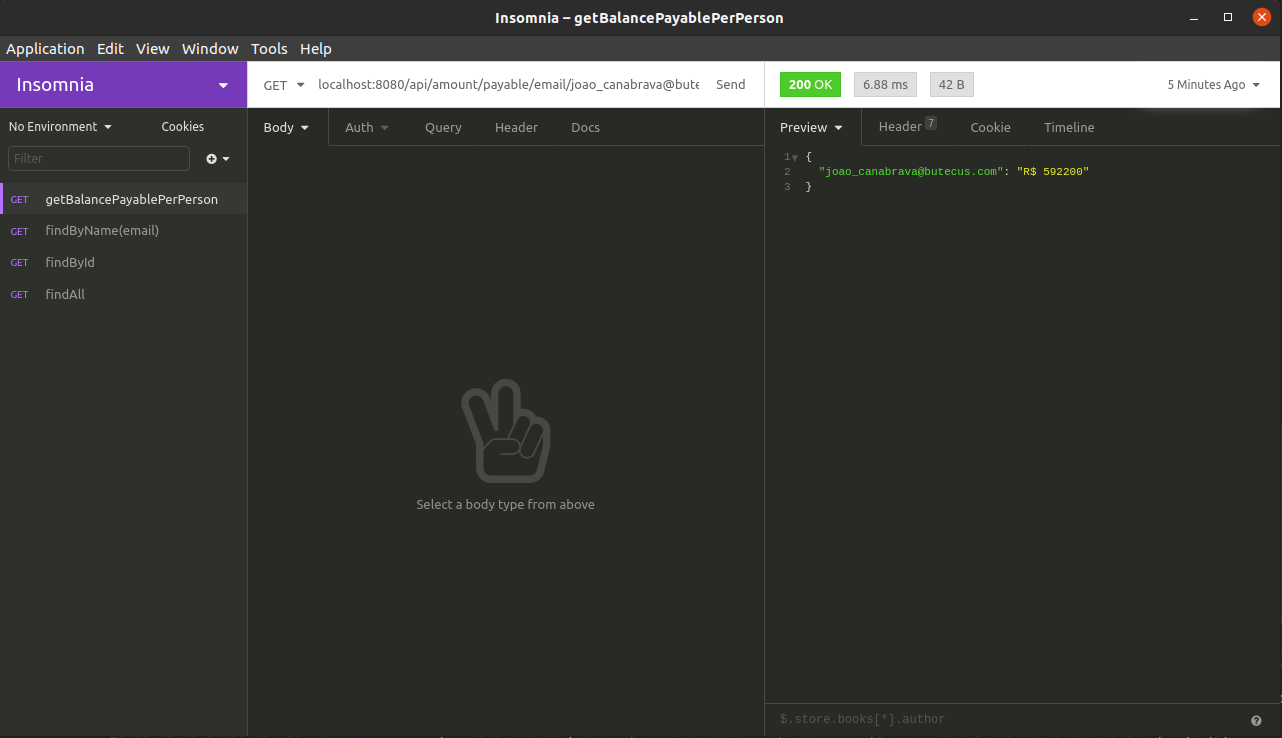 Insomnia – getBalancePayablePerPerson
Application Edit View Window Tools Help
Insomnia
GET localhost:8080/api/amount/payable/email/joao_canabrava@bute Send
200 OK 6.88 ms 42 B 5 Minutes Ago
No Environment Cookies
Body Auth Query Header Docs
Preview Header 7 Cookie Timeline
Filter
GET getBalancePayablePerPerson
GET findByName(email)
GET findById
GET findAll
1 {
2 "joao_canabrava@butecus.com": "R$ 592200"
3 }
Select a body type from above
$.store.books[*].author